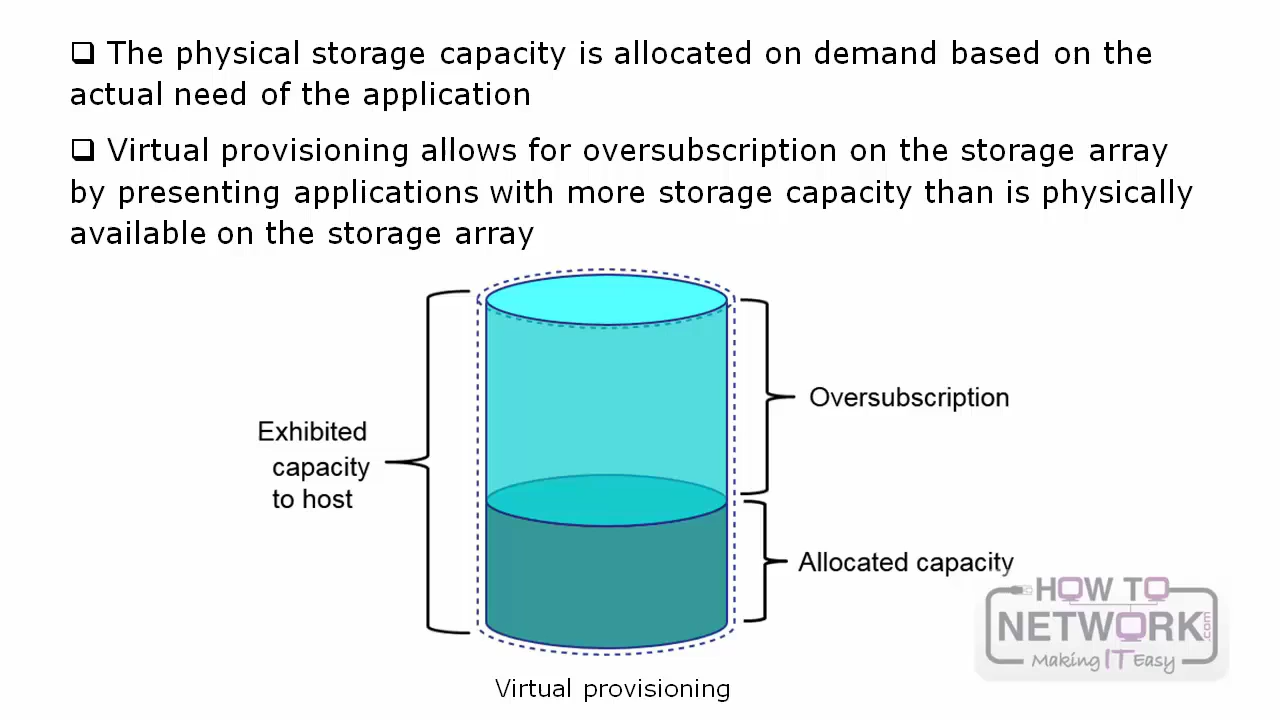 ❑ The physical storage capacity is allocated on demand based on the
actual need of the application
❑ Virtual provisioning allows for oversubscription on the storage array
by presenting applications with more storage capacity than is physically
available on the storage array
Oversubscription
Exhibited
capacity
to host
Allocated capacity
HOW TO
NETWORK.com
Making IT Easy
Virtual provisioning